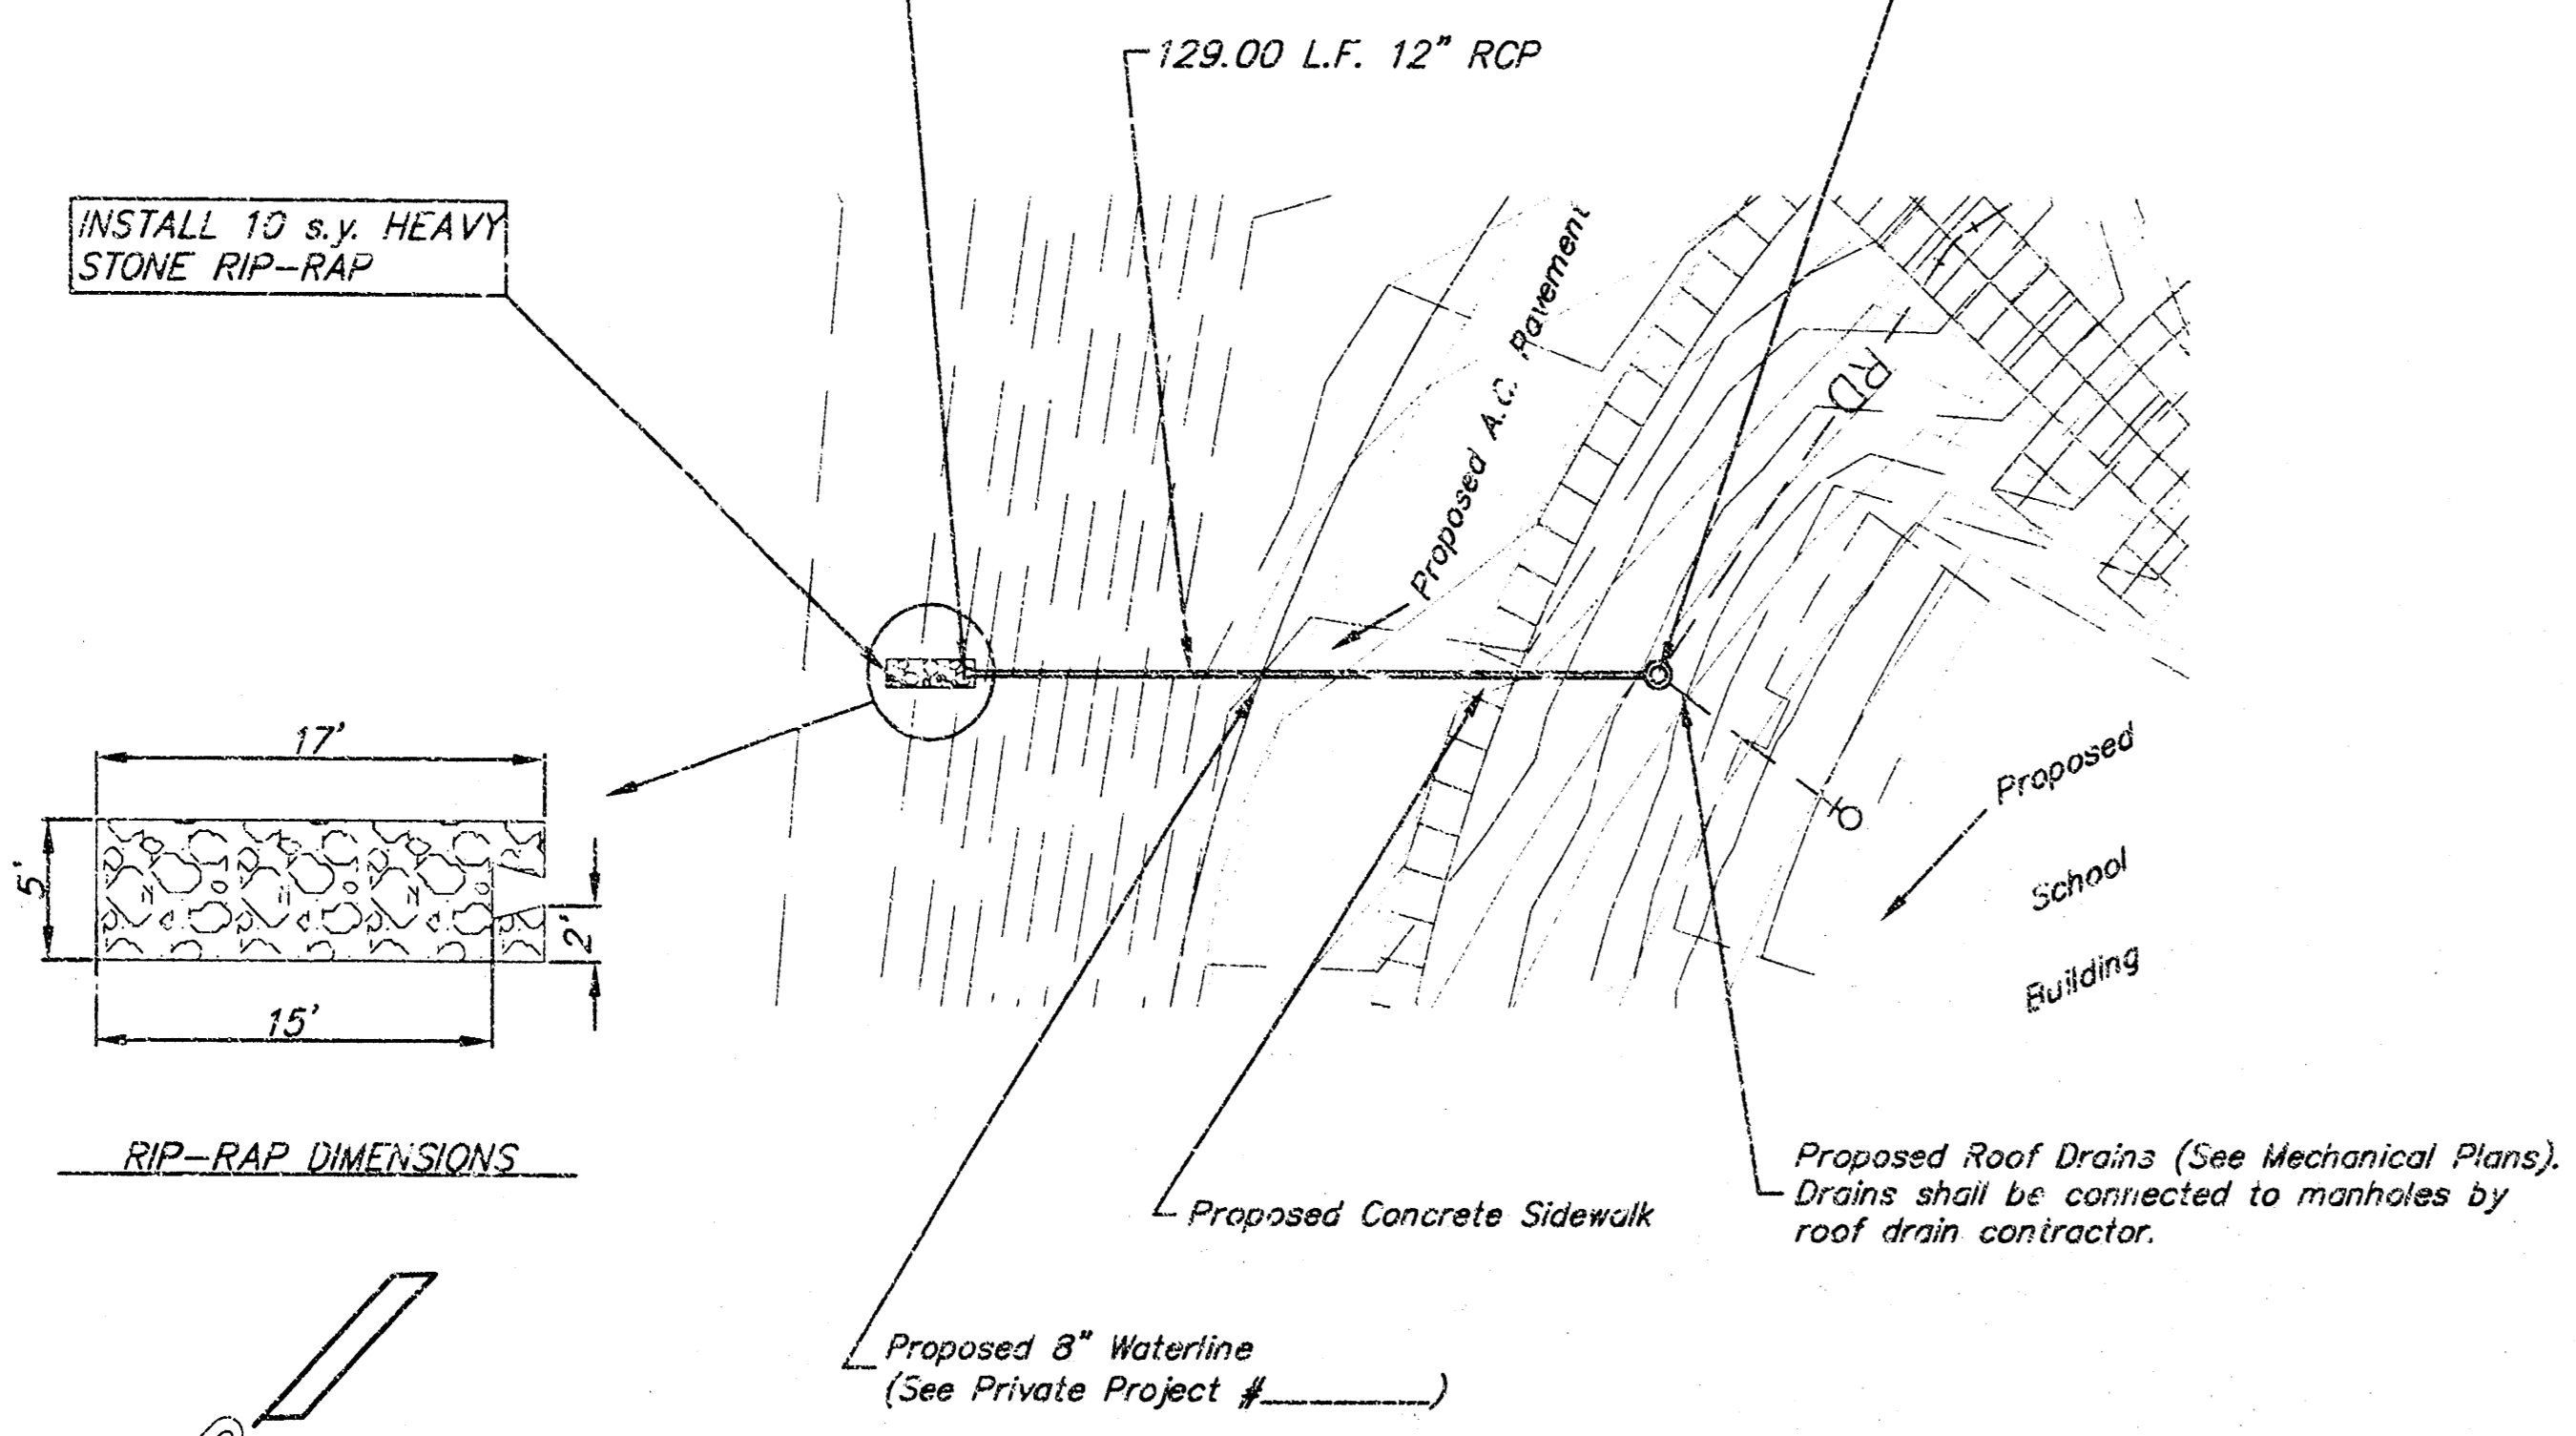 129.00 L.F. 12" RCP
INSTALL 10 s.y. HEAVY
STONE RIP-RAP
Proposed A.C. Pavement
RD
17'
5'
2'
15'
RIP-RAP DIMENSIONS
Proposed
School
Building
Proposed Roof Drains (See Mechanical Plans).
Drains shall be connected to manholes by
roof drain contractor.
Proposed Concrete Sidewalk
Proposed 8" Waterline
(See Private Project #__________)